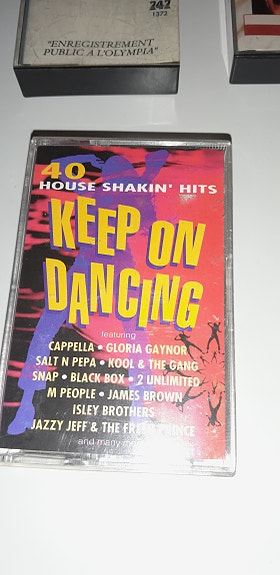 242
1372
"ENREGISTREMENT
PUBLIC A L'OLYMPIA"
40
HOUSE SHAKIN' HITS
KEEP ON
DANCING
featuring
CAPPELLA • GLORIA GAYNOR
SALT N PEPA • KOOL & THE GANG
SNAP • BLACK BOX • 2 UNLIMITED
M PEOPLE • JAMES BROWN
ISLEY BROTHERS
JAZZY JEFF & THE FRESH PRINCE
and many more